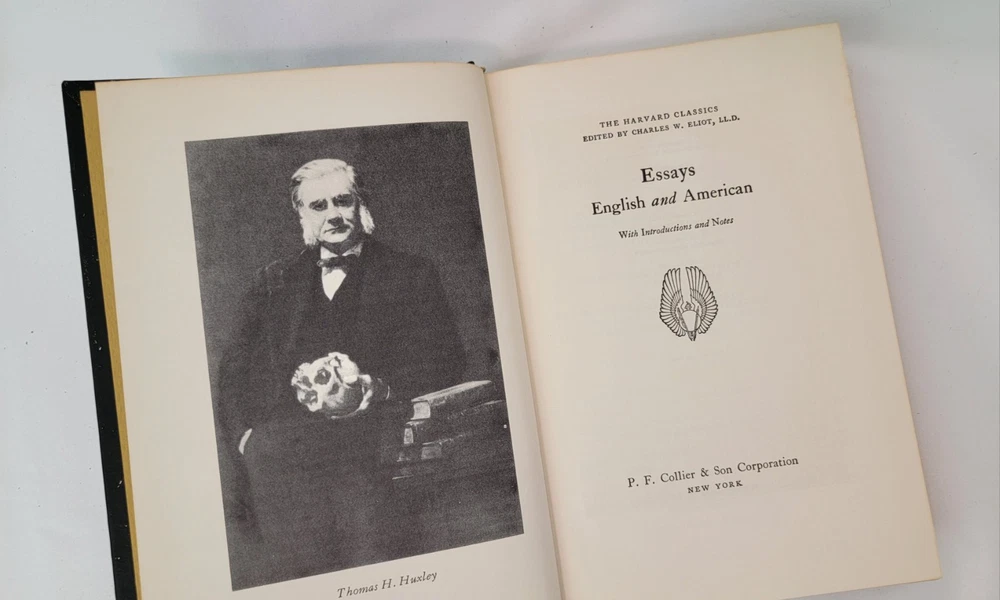 Thomas H. Huxley
THE HARVARD CLASSICS
EDITED BY CHARLES W. ELIOT, LL.D.
Essays
English and American
With Introductions and Notes
P. F. Collier & Son Corporation
NEW YORK